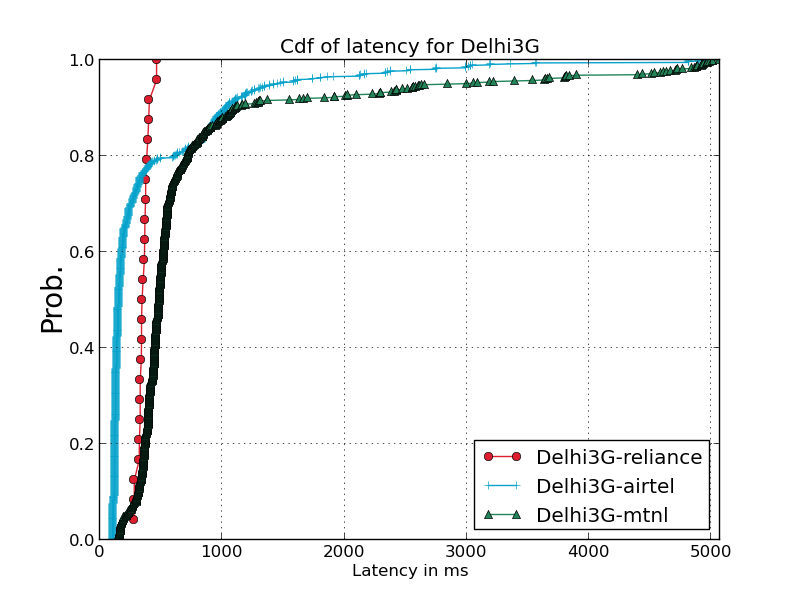 Cdf of latency for Delhi3G
Prob.
1.0
0.8
0.6
0.4
0.2
0.0
0 1000 2000 3000 4000 5000
Latency in ms
Delhi3G-reliance
Delhi3G-airtel
Delhi3G-mtnl